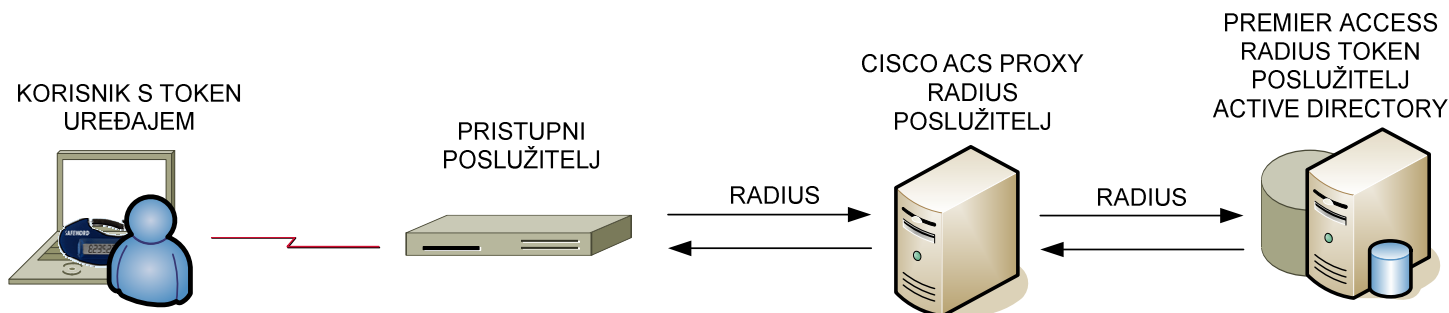 KORISNIK S TOKEN
UREĐAJEM
SAFEWORD
PRISTUPNI
POSLUŽITELJ
RADIUS
CISCO ACS PROXY
RADIUS
POSLUŽITELJ
RADIUS
PREMIER ACCESS
RADIUS TOKEN
POSLUŽITELJ
ACTIVE DIRECTORY